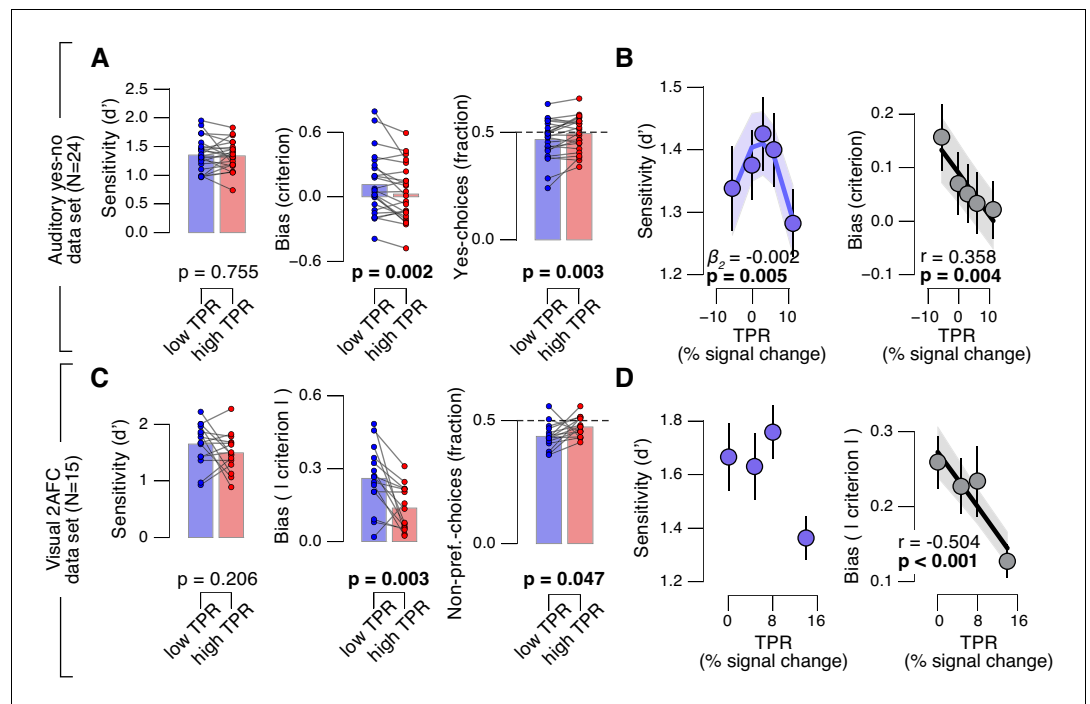 A
B
Auditory yes-no
data set (N=24)
Sensitivity (d’)
2.5
2.0
1.5
1.0
0.5
0.0
p = 0.755
low TPR
high TPR
Bias (criterion)
0.6
0.0
−0.6
p = 0.002
low TPR
high TPR
Yes-choices (fraction)
0.5
0.0
p = 0.003
low TPR
high TPR
Sensitivity (d’)
1.5
1.4
1.3
1.2
β2 = -0.002
p = 0.005
−10 0 10
TPR
(% signal change)
Bias (criterion)
0.2
0.1
0.0
−0.1
r = 0.358
p = 0.004
−10 0 10
TPR
(% signal change)
C
D
Visual 2AFC
data set (N=15)
Sensitivity (d’)
2
1
0
p = 0.206
low TPR
high TPR
Bias ( | criterion | )
0.6
0.3
0.0
p = 0.003
low TPR
high TPR
Non-pref.-choices (fraction)
0.5
0.0
p = 0.047
low TPR
high TPR
Sensitivity (d’)
1.8
1.6
1.4
1.2
0 8 16
TPR
(% signal change)
Bias ( | criterion | )
0.3
0.2
0.1
r = -0.504
p < 0.001
0 8 16
TPR
(% signal change)